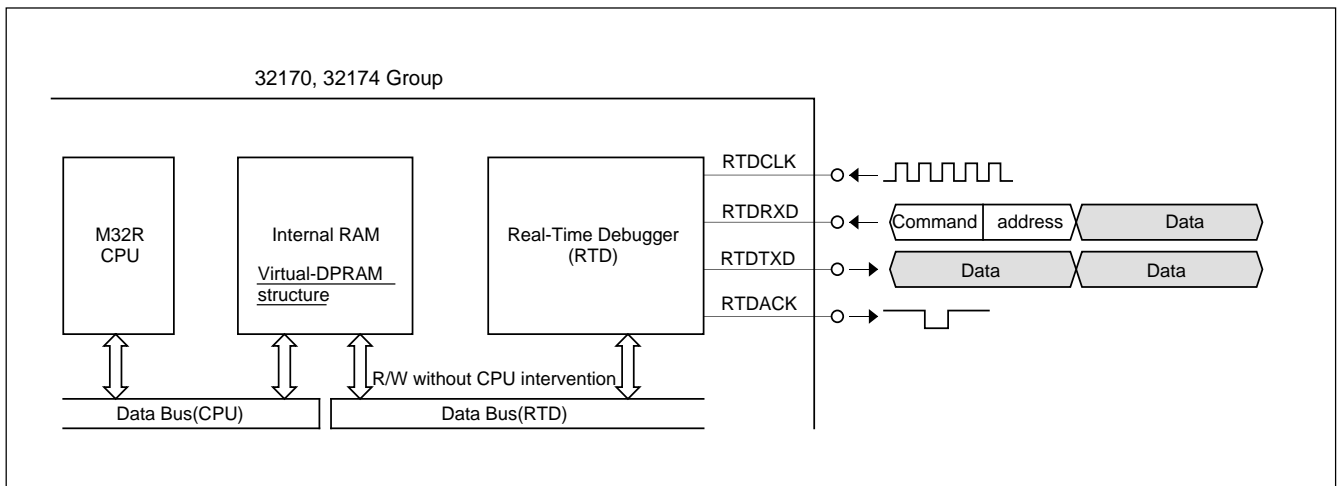 32170, 32174 Group
M32R
CPU
Internal RAM
Virtual-DPRAM
structure
Real-Time Debugger
(RTD)
RTDCLK
RTDRXD
RTDTXD
RTDACK
Command address Data
Data Data
R/W without CPU intervention
Data Bus(CPU)
Data Bus(RTD)